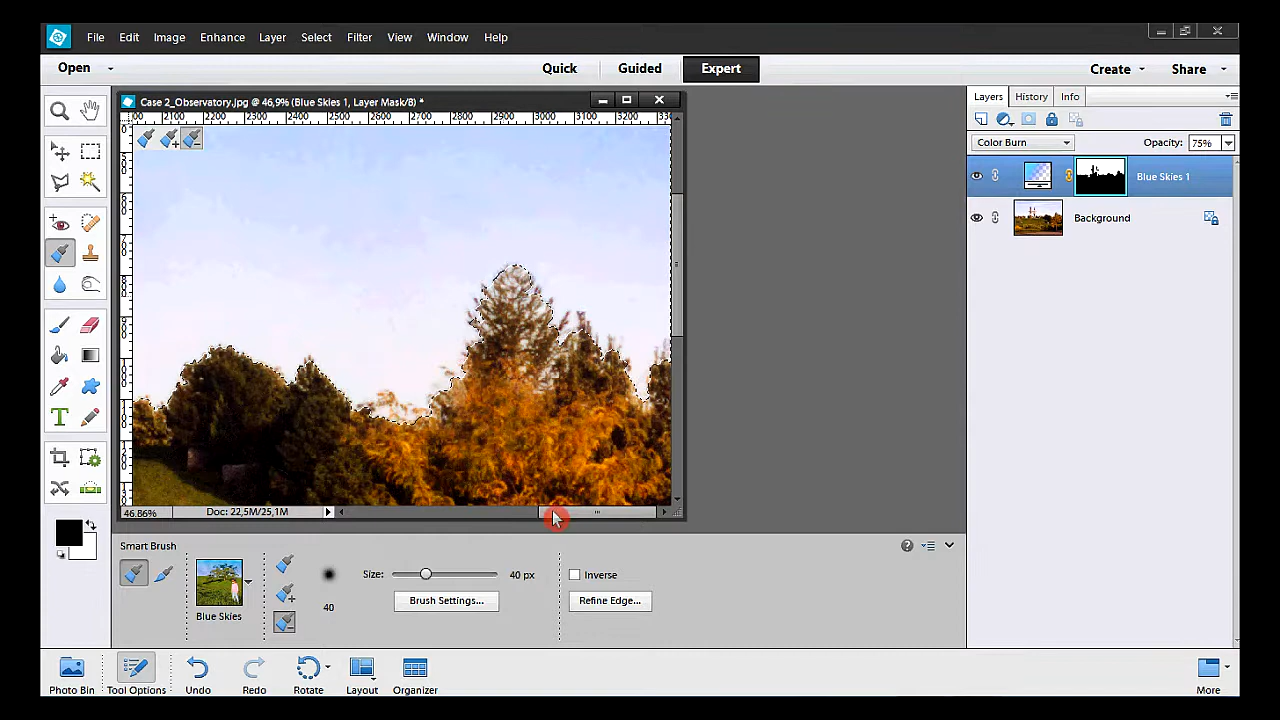 File Edit Image Enhance Layer Select Filter View Window Help
Open Quick Guided Expert Create Share
Case 2_Observatory.jpg @ 46,9% (Blue Skies 1, Layer Mask/8) *
Layers History Info
2100 2200 2300 2400 2500 2600 2700 2800 2900 3000 3100 3200
Color Burn Opacity: 75%
Blue Skies 1
Background
46.86% Doc: 22,5M/25,1M
Smart Brush
Size: 40 px Inverse
Brush Settings... Refine Edge...
40
Blue Skies
Photo Bin Tool Options Undo Redo Rotate Layout Organizer More